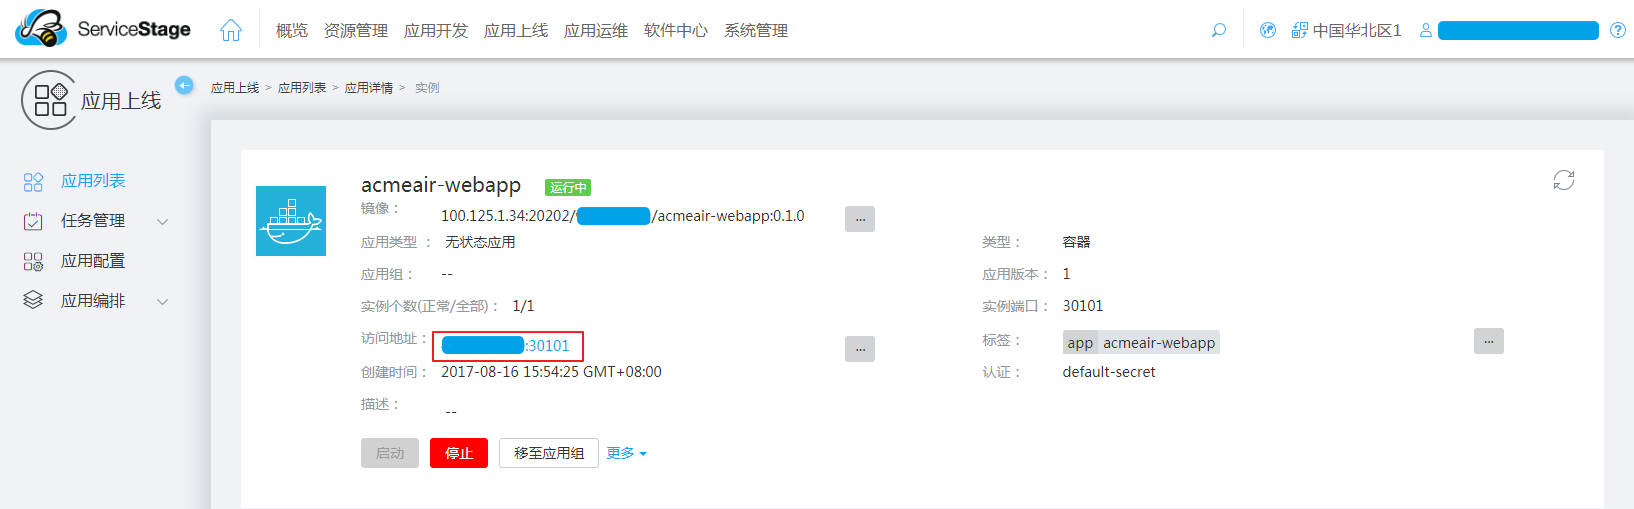 ServiceStage 概览 资源管理 应用开发 应用上线 应用运维 软件中心 系统管理 中国华北区1
应用上线
应用上线 > 应用列表 > 应用详情 > 实例
应用列表
任务管理
应用配置
应用编排
acmeair-webapp 运行中
镜像： 100.125.1.34:20202/ /acmeair-webapp:0.1.0 ...
应用类型： 无状态应用 类型： 容器
应用组： -- 应用版本： 1
实例个数(正常/全部)： 1/1 实例端口： 30101
访问地址： :30101 ... 标签： app acmeair-webapp ...
创建时间： 2017-08-16 15:54:25 GMT+08:00 认证： default-secret
描述： --
启动 停止 移至应用组 更多